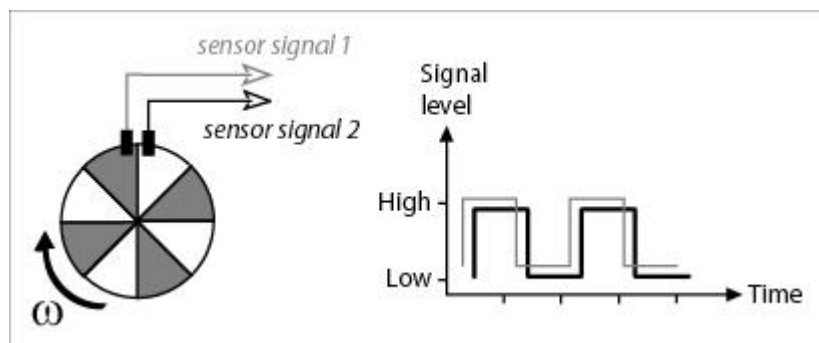 sensor signal 1
sensor signal 2
ω
Signal
level
High
Low
Time